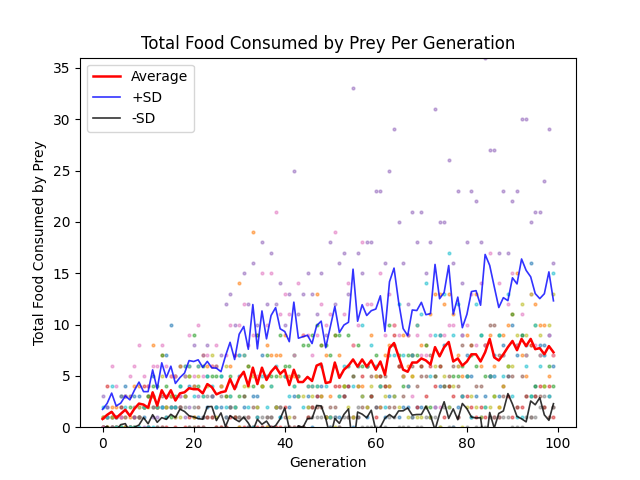 Total Food Consumed by Prey Per Generation
Average
+SD
-SD
Total Food Consumed by Prey
35
30
25
20
15
10
5
0
0
20
40
60
80
100
Generation